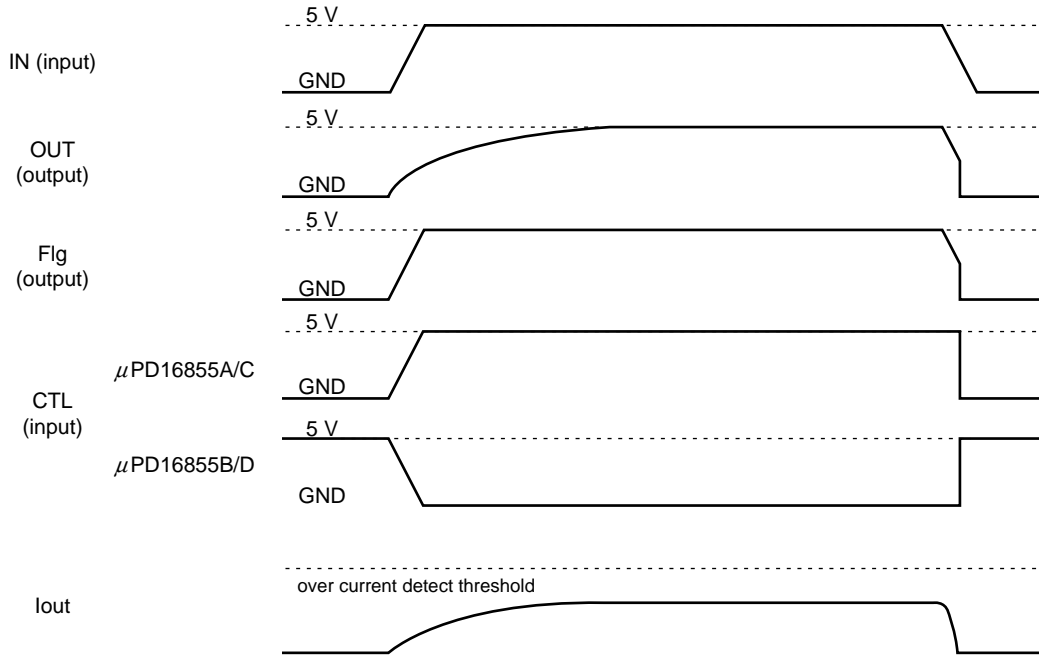 5 V
IN (input)
GND
5 V
OUT
(output)
GND
5 V
Flg
(output)
GND
5 V
μPD16855A/C
GND
CTL
(input)
5 V
μPD16855B/D
GND
over current detect threshold
Iout